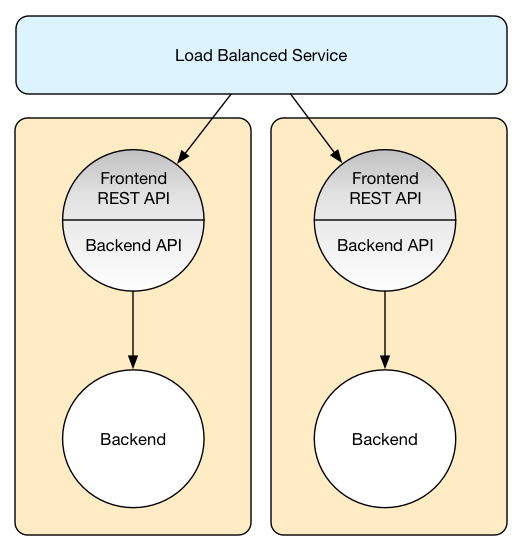 Load Balanced Service
Frontend
REST API
Backend API
Backend
Frontend
REST API
Backend API
Backend